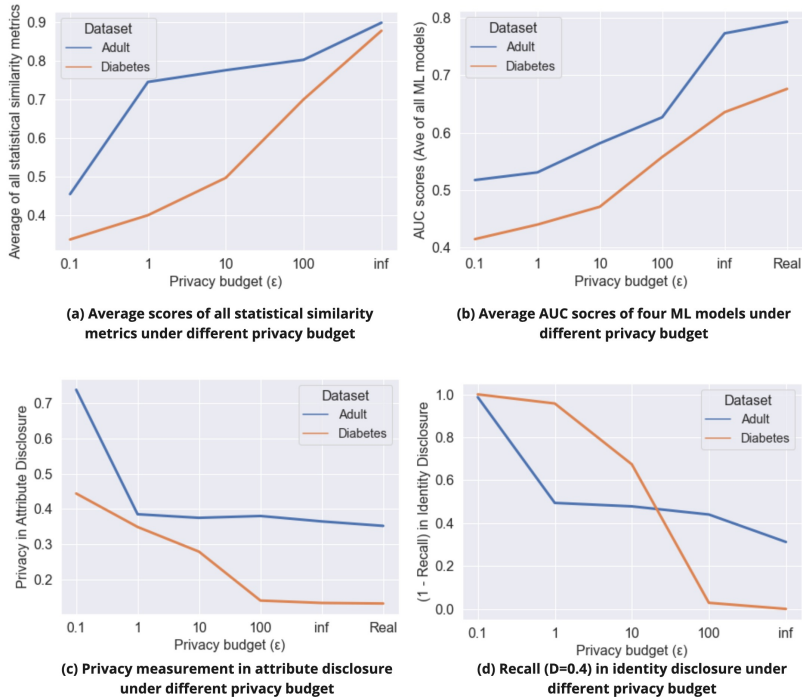 Average of all statistical similarity metrics
0.9
0.8
0.7
0.6
0.5
0.4
Dataset
Adult
Diabetes
0.1 1 10 100 inf
Privacy budget (ε)
(a) Average scores of all statistical similarity
metrics under different privacy budget
AUC scores (Ave of all ML models)
0.8
0.7
0.6
0.5
0.4
Dataset
Adult
Diabetes
0.1 1 10 100 inf Real
Privacy budget (ε)
(b) Average AUC socres of four ML models under
different privacy budget
Privacy in Attribute Disclosure
0.7
0.6
0.5
0.4
0.3
0.2
Dataset
Adult
Diabetes
0.1 1 10 100 inf Real
Privacy budget (ε)
(c) Privacy measurement in attribute disclosure
under different privacy budget
(1 - Recall) in Identity Disclosure
1.0
0.8
0.6
0.4
0.2
0.0
Dataset
Adult
Diabetes
0.1 1 10 100 inf
Privacy budget (ε)
(d) Recall (D=0.4) in identity disclosure under
different privacy budget